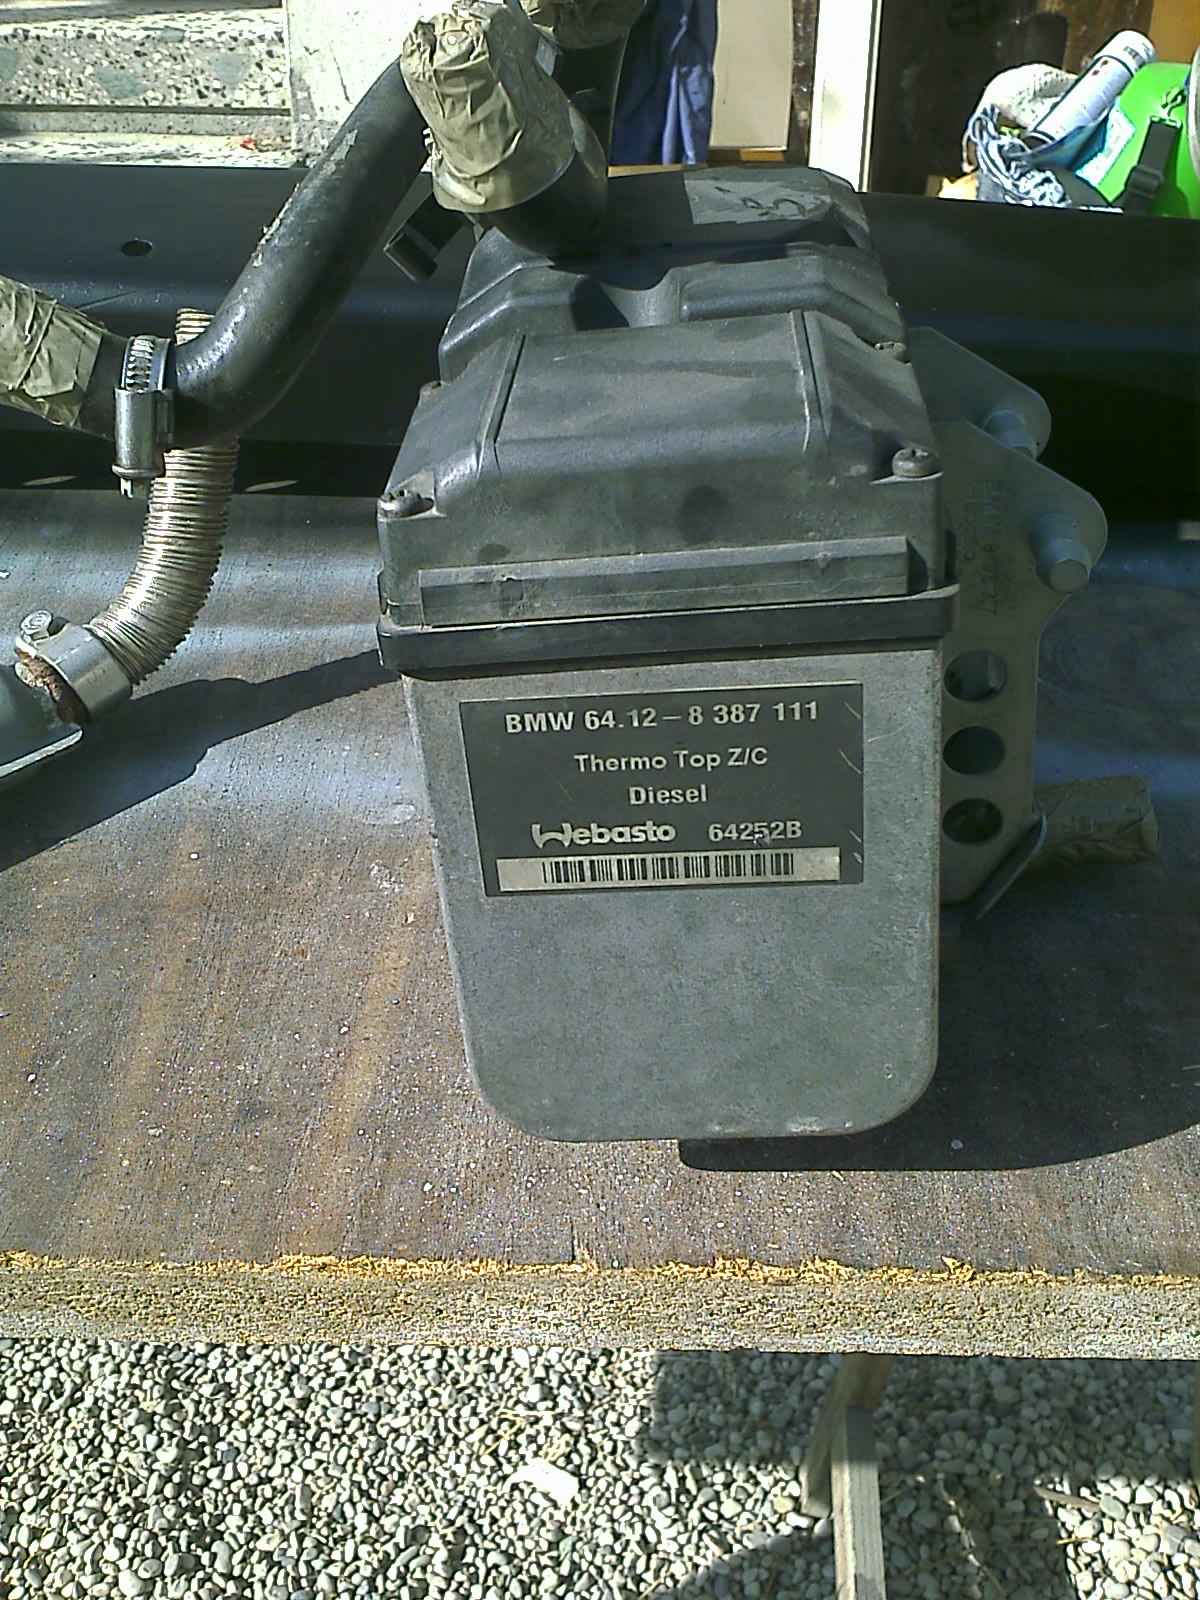 BMW 64.12 – 8 387 111
Thermo Top Z/C
Diesel
Webasto 64252B